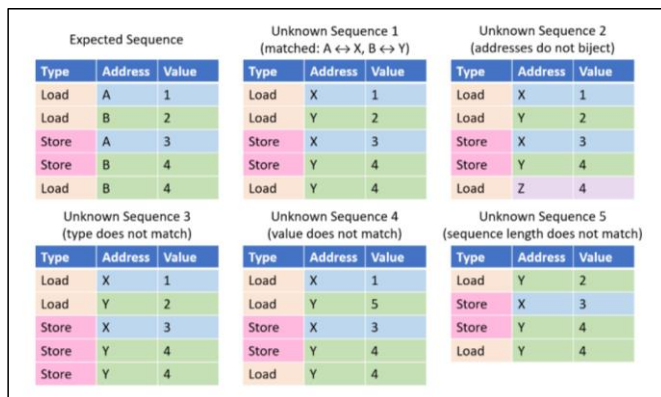 Expected Sequence
Type Address Value
Load A 1
Load B 2
Store A 3
Store B 4
Load B 4
Unknown Sequence 1
(matched: A ↔ X, B ↔ Y)
Type Address Value
Load X 1
Load Y 2
Store X 3
Store Y 4
Load Y 4
Unknown Sequence 2
(addresses do not biject)
Type Address Value
Load X 1
Load Y 2
Store X 3
Store Y 4
Load Z 4
Unknown Sequence 3
(type does not match)
Type Address Value
Load X 1
Load Y 2
Store X 3
Store Y 4
Store Y 4
Unknown Sequence 4
(value does not match)
Type Address Value
Load X 1
Load Y 5
Store X 3
Store Y 4
Load Y 4
Unknown Sequence 5
(sequence length does not match)
Type Address Value
Load Y 2
Store X 3
Store Y 4
Load Y 4